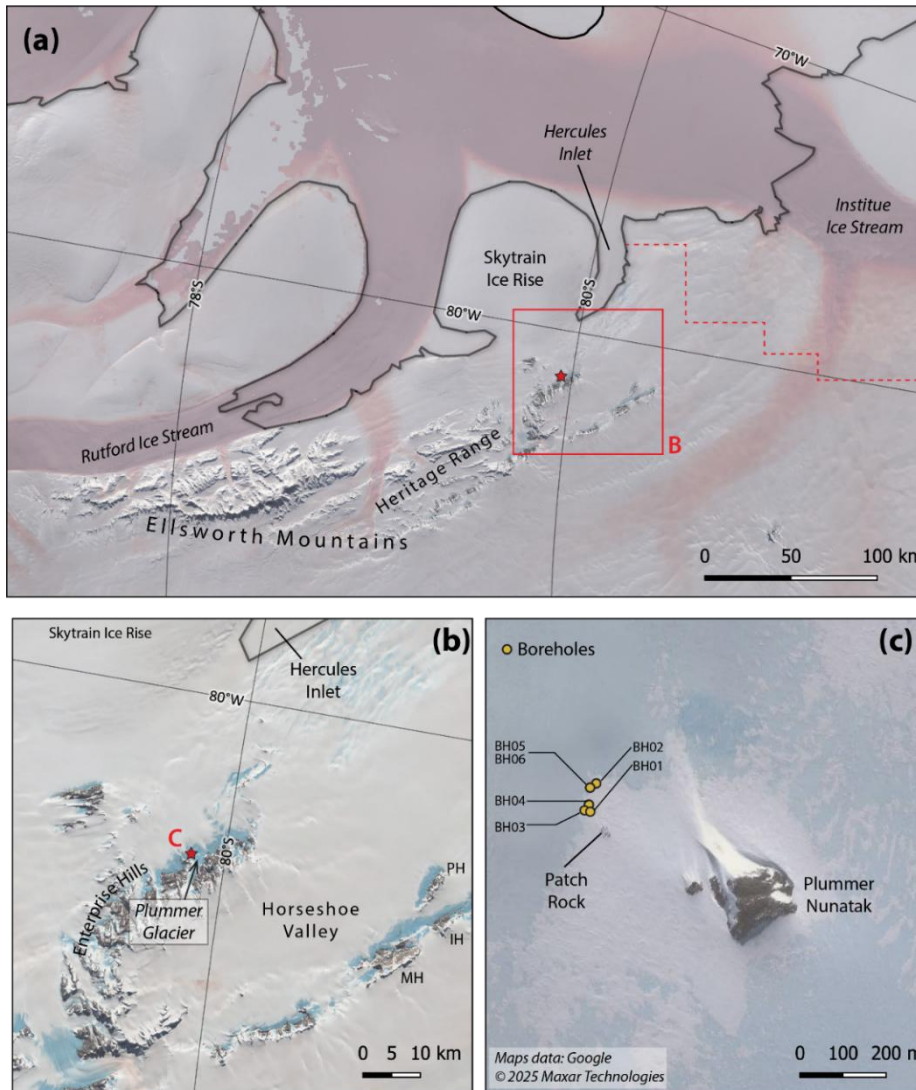 (a)
70°W
Hercules
Inlet
Institue
Ice Stream
Skytrain
Ice Rise
78°S
80°W
80°S
Rutford Ice Stream
Heritage Range
B
Ellsworth Mountains
0 50 100 km
(b)
Skytrain Ice Rise
Hercules
Inlet
80°W
C
80°S
Enterprise Hills
Plummer
Glacier
Horseshoe
Valley
PH
IH
MH
0 5 10 km
(c)
Boreholes
BH05
BH06
BH02
BH01
BH04
BH03
Patch
Rock
Plummer
Nunatak
Maps data: Google
© 2025 Maxar Technologies
0 100 200 m